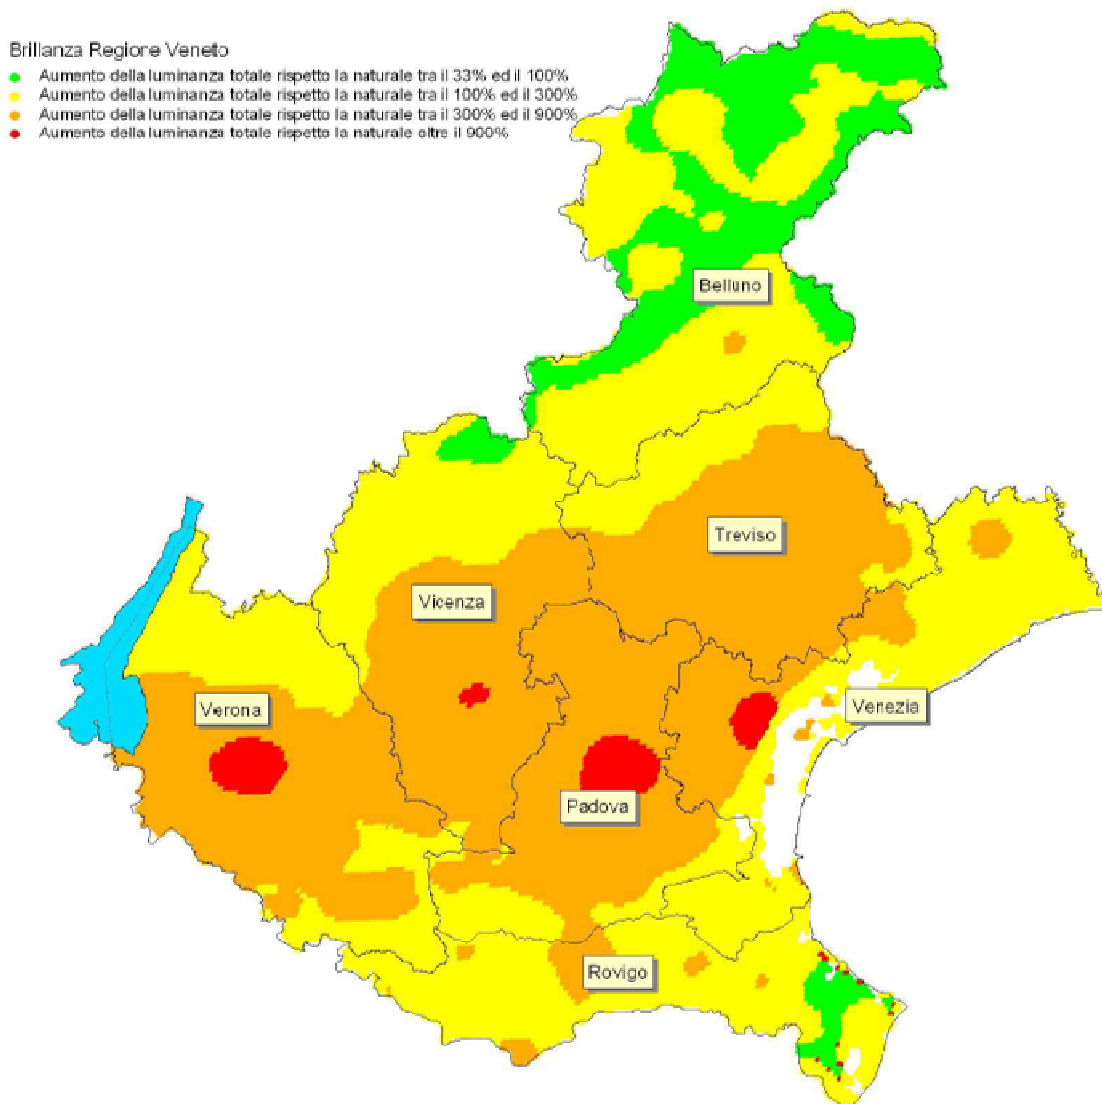 Brillanza Regione Veneto
Aumento della luminanza totale rispetto la naturale tra il 33% ed il 100%
Aumento della luminanza totale rispetto la naturale tra il 100% ed il 300%
Aumento della luminanza totale rispetto la naturale tra il 300% ed il 900%
Aumento della luminanza totale rispetto la naturale oltre il 900%
Belluno
Treviso
Vicenza
Verona
Venezia
Padova
Rovigo